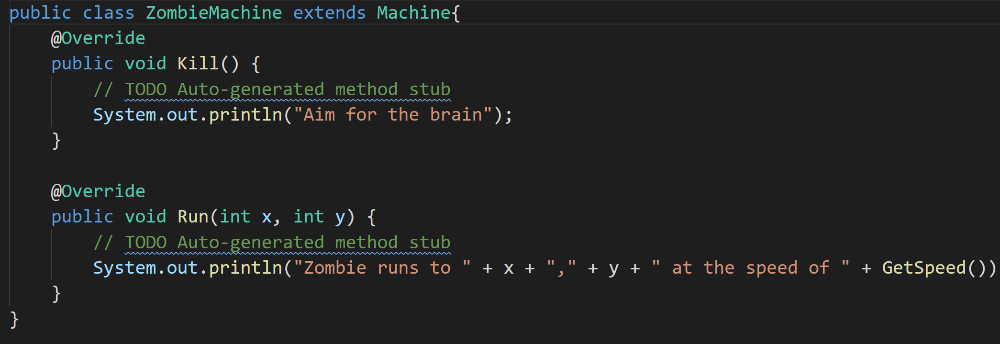 public class ZombieMachine extends Machine{
    @Override
    public void Kill() {
        // TODO Auto-generated method stub
        System.out.println("Aim for the brain");
    }

    @Override
    public void Run(int x, int y) {
        // TODO Auto-generated method stub
        System.out.println("Zombie runs to " + x + "," + y + " at the speed of " + GetSpeed())
    }
}